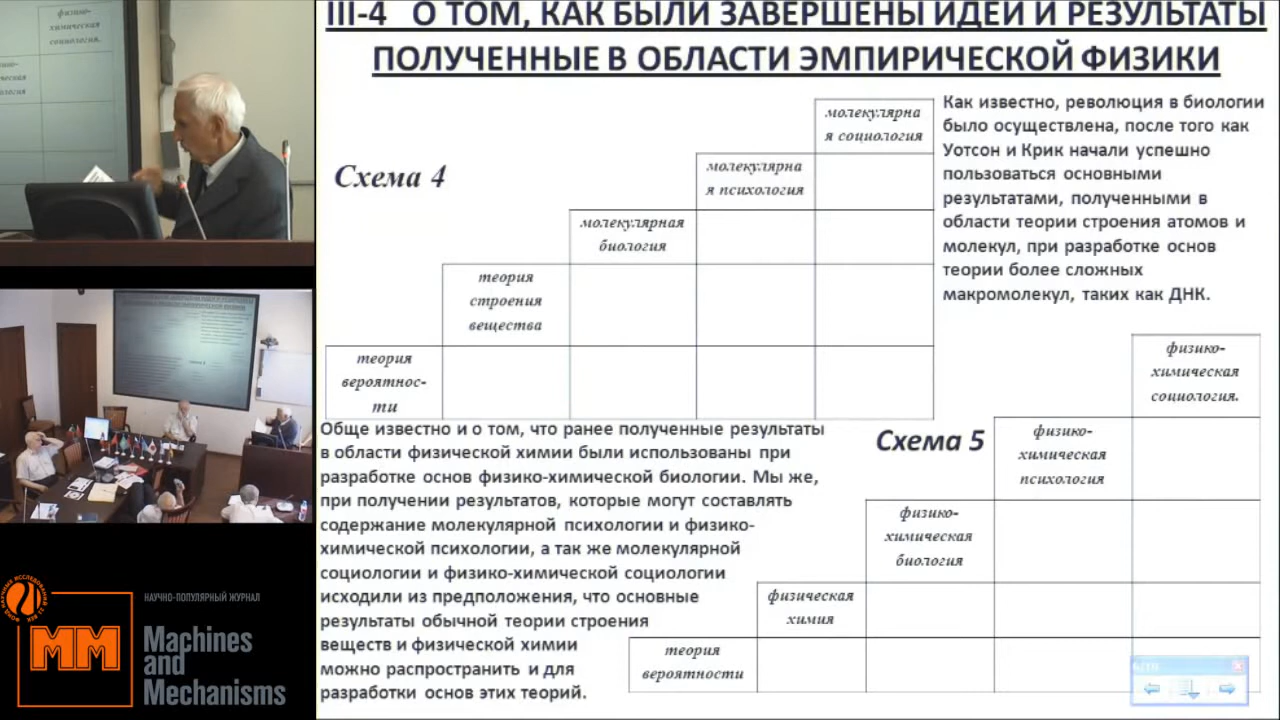 III-4 О ТОМ, КАК БЫЛИ ЗАВЕРШЕНЫ ИДЕИ И РЕЗУЛЬТАТЫ
ПОЛУЧЕННЫЕ В ОБЛАСТИ ЭМПИРИЧЕСКОЙ ФИЗИКИ
Схема 4
молекулярна
я социология
молекулярна
я психология
молекулярная
биология
теория
строения
вещества
теория
вероятнос-
ти
Как известно, революция в биологии
было осуществлена, после того как
Уотсон и Крик начали успешно
пользоваться основными
результатами, полученными в
области теории строения атомов и
молекул, при разработке основ
теории более сложных
макромолекул, таких как ДНК.
Обще известно и о том, что ранее полученные результаты
в области физической химии были использованы при
разработке основ физико-химической биологии. Мы же,
при получении результатов, которые могут составлять
содержание молекулярной психологии и физико-
химической психологии, а так же молекулярной
социологии и физико-химической социологии
исходили из предположения, что основные
результаты обычной теории строения
веществ и физической химии
можно распространить и для
разработки основ этих теорий.
Схема 5
физико-
химическая
социология.
физико-
химическая
психология
физико-
химическая
биология
физическая
химия
теория
вероятности
физико-
химическая
социология.
НАУЧНО-ПОПУЛЯРНЫЙ ЖУРНАЛ
ММ
Machines
and
Mechanisms